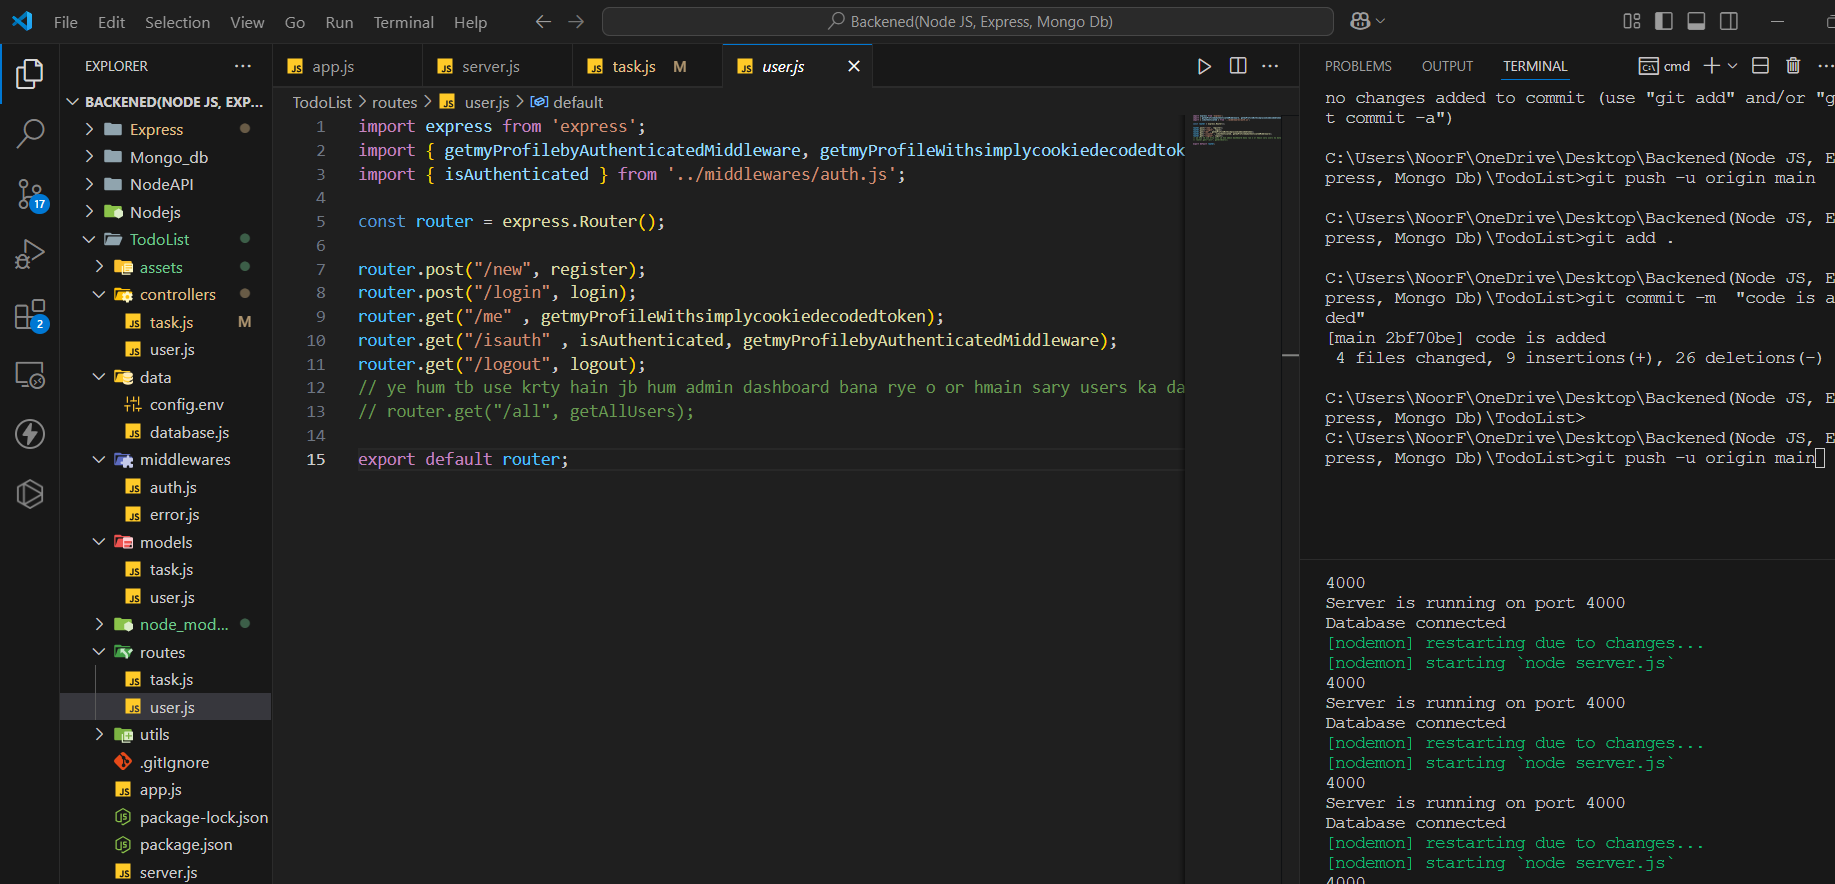 File Edit Selection View Go Run Terminal Help
Backened(Node JS, Express, Mongo Db)
EXPLORER
BACKENED(NODE JS, EXP...
Express
Mongo_db
NodeAPI
Nodejs
TodoList
assets
controllers
task.js M
user.js
data
config.env
database.js
middlewares
auth.js
error.js
models
task.js
user.js
node_mod...
routes
task.js
user.js
utils
.gitIgnore
app.js
package-lock.json
package.json
server.js
17
2
app.js server.js task.js M user.js
TodoList > routes > user.js > default
1 import express from 'express';
2 import { getmyProfilebyAuthenticatedMiddleware, getmyProfileWithsimplycookiedecodedtok
3 import { isAuthenticated } from '../middlewares/auth.js';
4
5 const router = express.Router();
6
7 router.post("/new", register);
8 router.post("/login", login);
9 router.get("/me" , getmyProfileWithsimplycookiedecodedtoken);
10 router.get("/isauth" , isAuthenticated, getmyProfilebyAuthenticatedMiddleware);
11 router.get("/logout", logout);
12 // ye hum tb use krty hain jb hum admin dashboard bana rye o or hmain sary users ka da
13 // router.get("/all", getAllUsers);
14
15 export default router;
PROBLEMS OUTPUT TERMINAL cmd
no changes added to commit (use "git add" and/or "g
t commit -a")
C:\Users\NoorF\OneDrive\Desktop\Backened(Node JS, E
press, Mongo Db)\TodoList>git push -u origin main
C:\Users\NoorF\OneDrive\Desktop\Backened(Node JS, E
press, Mongo Db)\TodoList>git add .
C:\Users\NoorF\OneDrive\Desktop\Backened(Node JS, E
press, Mongo Db)\TodoList>git commit -m  "code is a
ded"
[main 2bf70be] code is added
4 files changed, 9 insertions(+), 26 deletions(-)
C:\Users\NoorF\OneDrive\Desktop\Backened(Node JS, E
press, Mongo Db)\TodoList>
C:\Users\NoorF\OneDrive\Desktop\Backened(Node JS, E
press, Mongo Db)\TodoList>git push -u origin main
4000
Server is running on port 4000
Database connected
[nodemon] restarting due to changes...
[nodemon] starting `node server.js`
4000
Server is running on port 4000
Database connected
[nodemon] restarting due to changes...
[nodemon] starting `node server.js`
4000
Server is running on port 4000
Database connected
[nodemon] restarting due to changes...
[nodemon] starting `node server.js`
4000